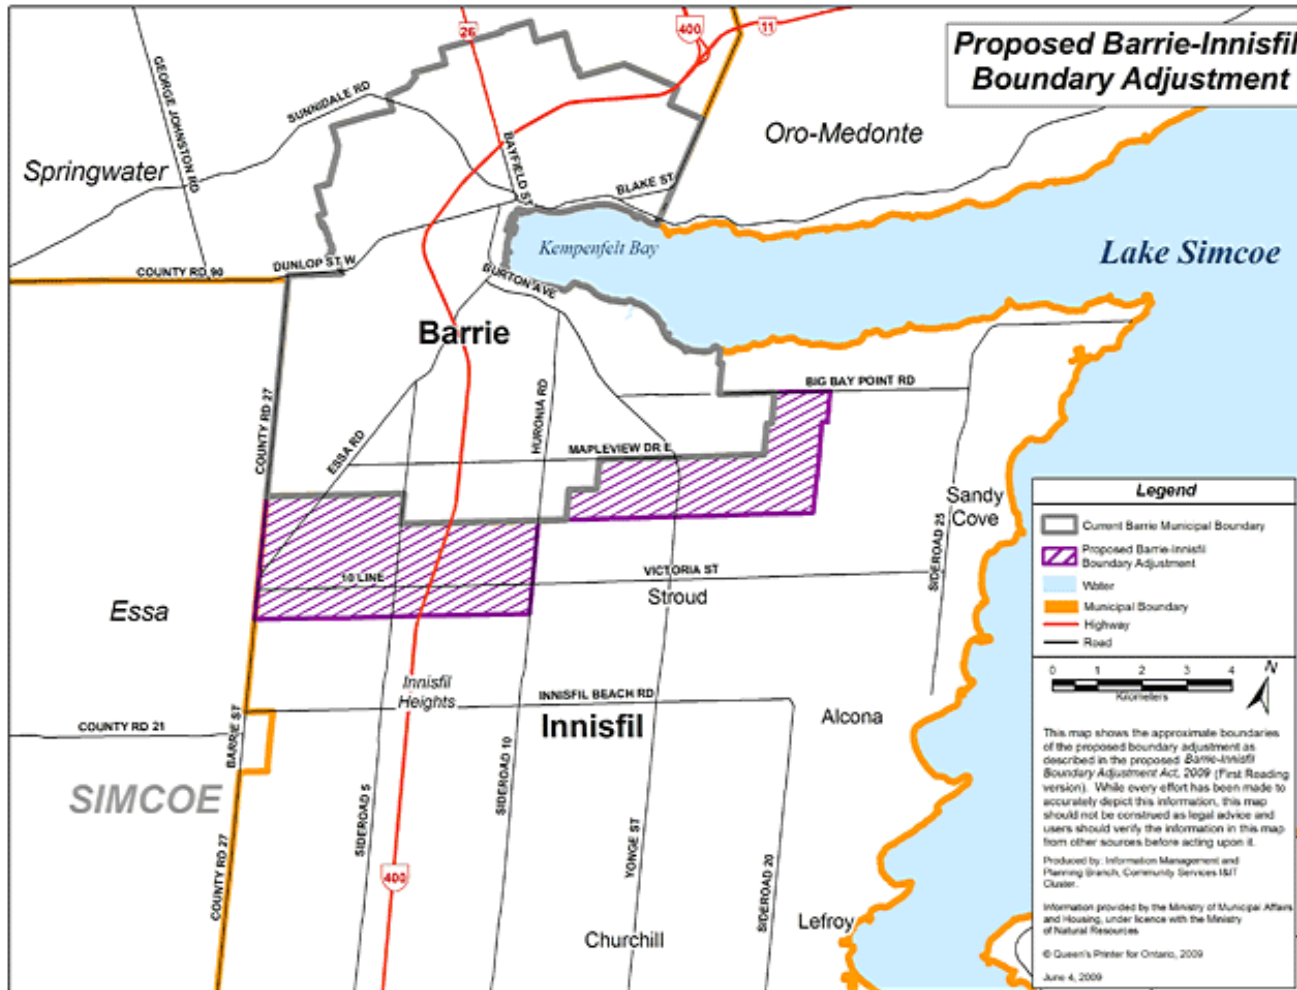 Proposed Barrie-Innisfil
Boundary Adjustment
26
400
11
GEORGE JOHNSTON RD
SUNNIDALE RD
Springwater
BAYFIELD ST
Oro-Medonte
BLAKE ST
Kempenfelt Bay
Lake Simcoe
COUNTY RD 90
DUNLOP ST W
BURTON AVE
Barrie
BIG BAY POINT RD
COUNTY RD 27
ESSA RD
HURONIA RD
MAPLEVIEW DR E
Sandy
Cove
SIDEROAD 25
10 LINE
VICTORIA ST
Stroud
Essa
Innisfil
Heights
INNISFIL BEACH RD
Innisfil
Alcona
COUNTY RD 21
BARRIE ST
SIMCOE
SIDEROAD 5
SIDEROAD 10
YONGE ST
SIDEROAD 20
COUNTY RD 27
400
Churchill
Lefroy
Legend
Current Barrie Municipal Boundary
Proposed Barrie-Innisfil
Boundary Adjustment
Water
Municipal Boundary
Highway
Road
0 1 2 3 4
Kilometers
N
This map shows the approximate boundaries
of the proposed boundary adjustment as
described in the proposed Barrie-Innisfil
Boundary Adjustment Act, 2009 (First Reading
version). While every effort has been made to
accurately depict this information, this map
should not be construed as legal advice and
users should verify the information in this map
from other sources before acting upon it.
Produced by: Information Management and
Planning Branch, Community Services I&IT
Cluster.
Information provided by the Ministry of Municipal Affairs
and Housing, under licence with the Ministry
of Natural Resources
© Queen's Printer for Ontario, 2009
June 4, 2009